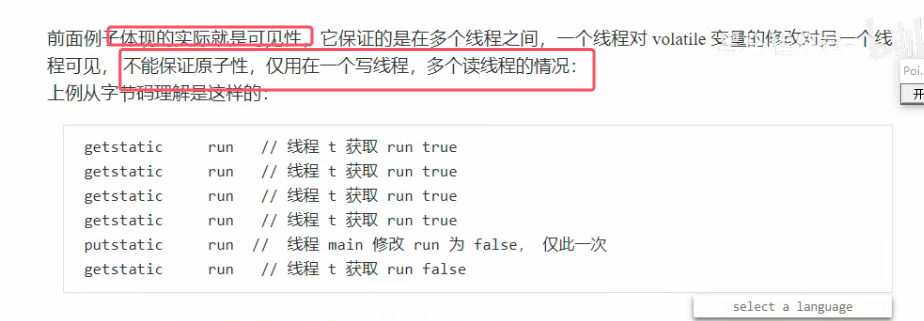 前面例子体现的实际就是可见性，它保证的是在多个线程之间，一个线程对 volatile 变量的修改对另一个线
程可见， 不能保证原子性，仅用在一个写线程，多个读线程的情况：
Poi...
上例从字节码理解是这样的：
开
getstatic run // 线程 t 获取 run true
getstatic run // 线程 t 获取 run true
getstatic run // 线程 t 获取 run true
getstatic run // 线程 t 获取 run true
putstatic run // 线程 main 修改 run 为 false， 仅此一次
getstatic run // 线程 t 获取 run false
select a language